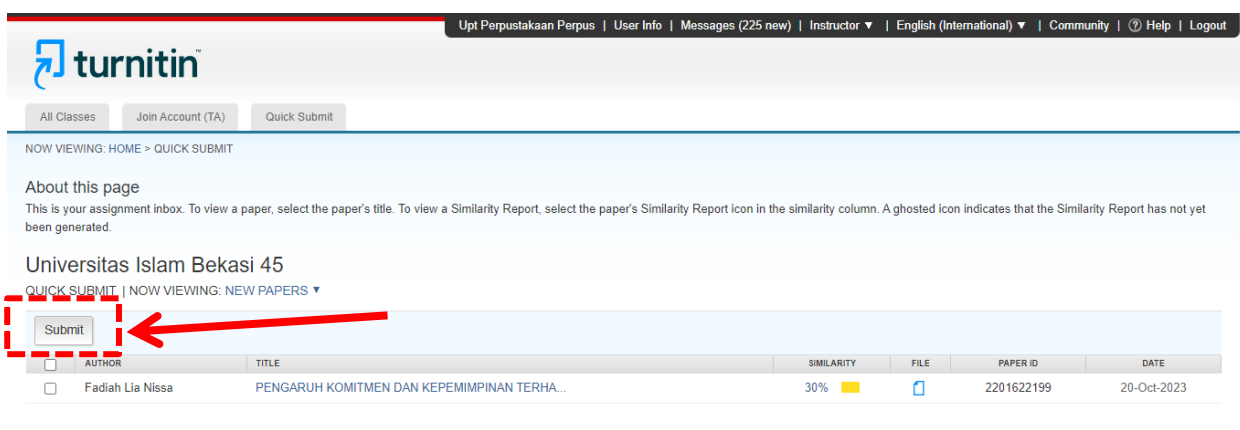 Upt Perpustakaan Perpus | User Info | Messages (225 new) | Instructor ▼ | English (International) ▼ | Community | ? Help | Logout
turnitin™
All Classes Join Account (TA) Quick Submit
NOW VIEWING: HOME > QUICK SUBMIT
About this page
This is your assignment inbox. To view a paper, select the paper's title. To view a Similarity Report, select the paper's Similarity Report icon in the similarity column. A ghosted icon indicates that the Similarity Report has not yet
been generated.
Universitas Islam Bekasi 45
QUICK SUBMIT | NOW VIEWING: NEW PAPERS ▼
Submit
AUTHOR TITLE SIMILARITY FILE PAPER ID DATE
Fadiah Lia Nissa PENGARUH KOMITMEN DAN KEPEMIMPINAN TERHA... 30% 2201622199 20-Oct-2023